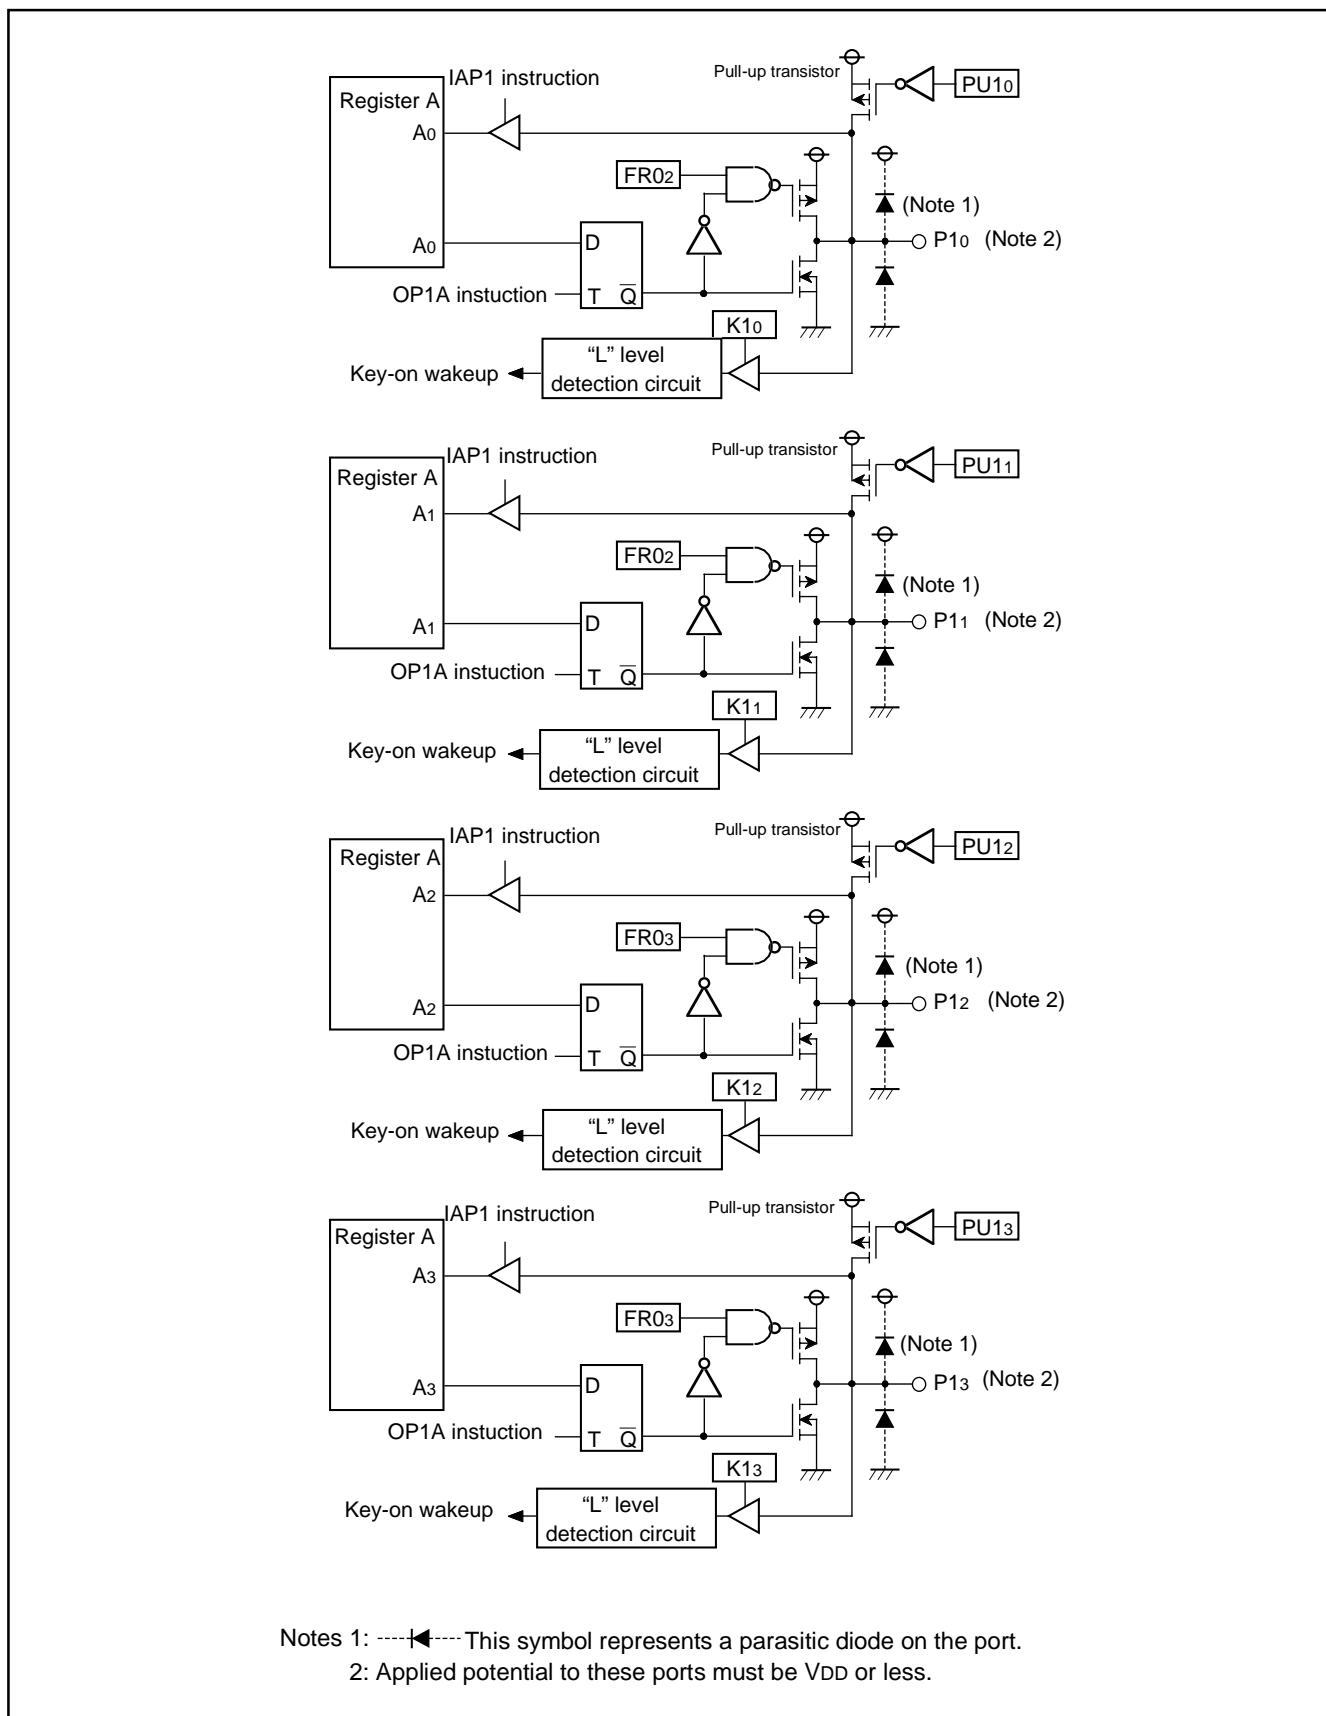 IAP1 instruction
Pull-up transistor
PU10
Register A
A0
FR02
(Note 1)
A0
D
P10 (Note 2)
OP1A instuction
T Q
K10
Key-on wakeup
“L” level
detection circuit
IAP1 instruction
Pull-up transistor
PU11
Register A
A1
FR02
(Note 1)
A1
D
P11 (Note 2)
OP1A instuction
T Q
K11
Key-on wakeup
“L” level
detection circuit
IAP1 instruction
Pull-up transistor
PU12
Register A
A2
FR03
(Note 1)
A2
D
P12 (Note 2)
OP1A instuction
T Q
K12
Key-on wakeup
“L” level
detection circuit
IAP1 instruction
Pull-up transistor
PU13
Register A
A3
FR03
(Note 1)
A3
D
P13 (Note 2)
OP1A instuction
T Q
K13
Key-on wakeup
“L” level
detection circuit
Notes 1: This symbol represents a parasitic diode on the port.
2: Applied potential to these ports must be VDD or less.